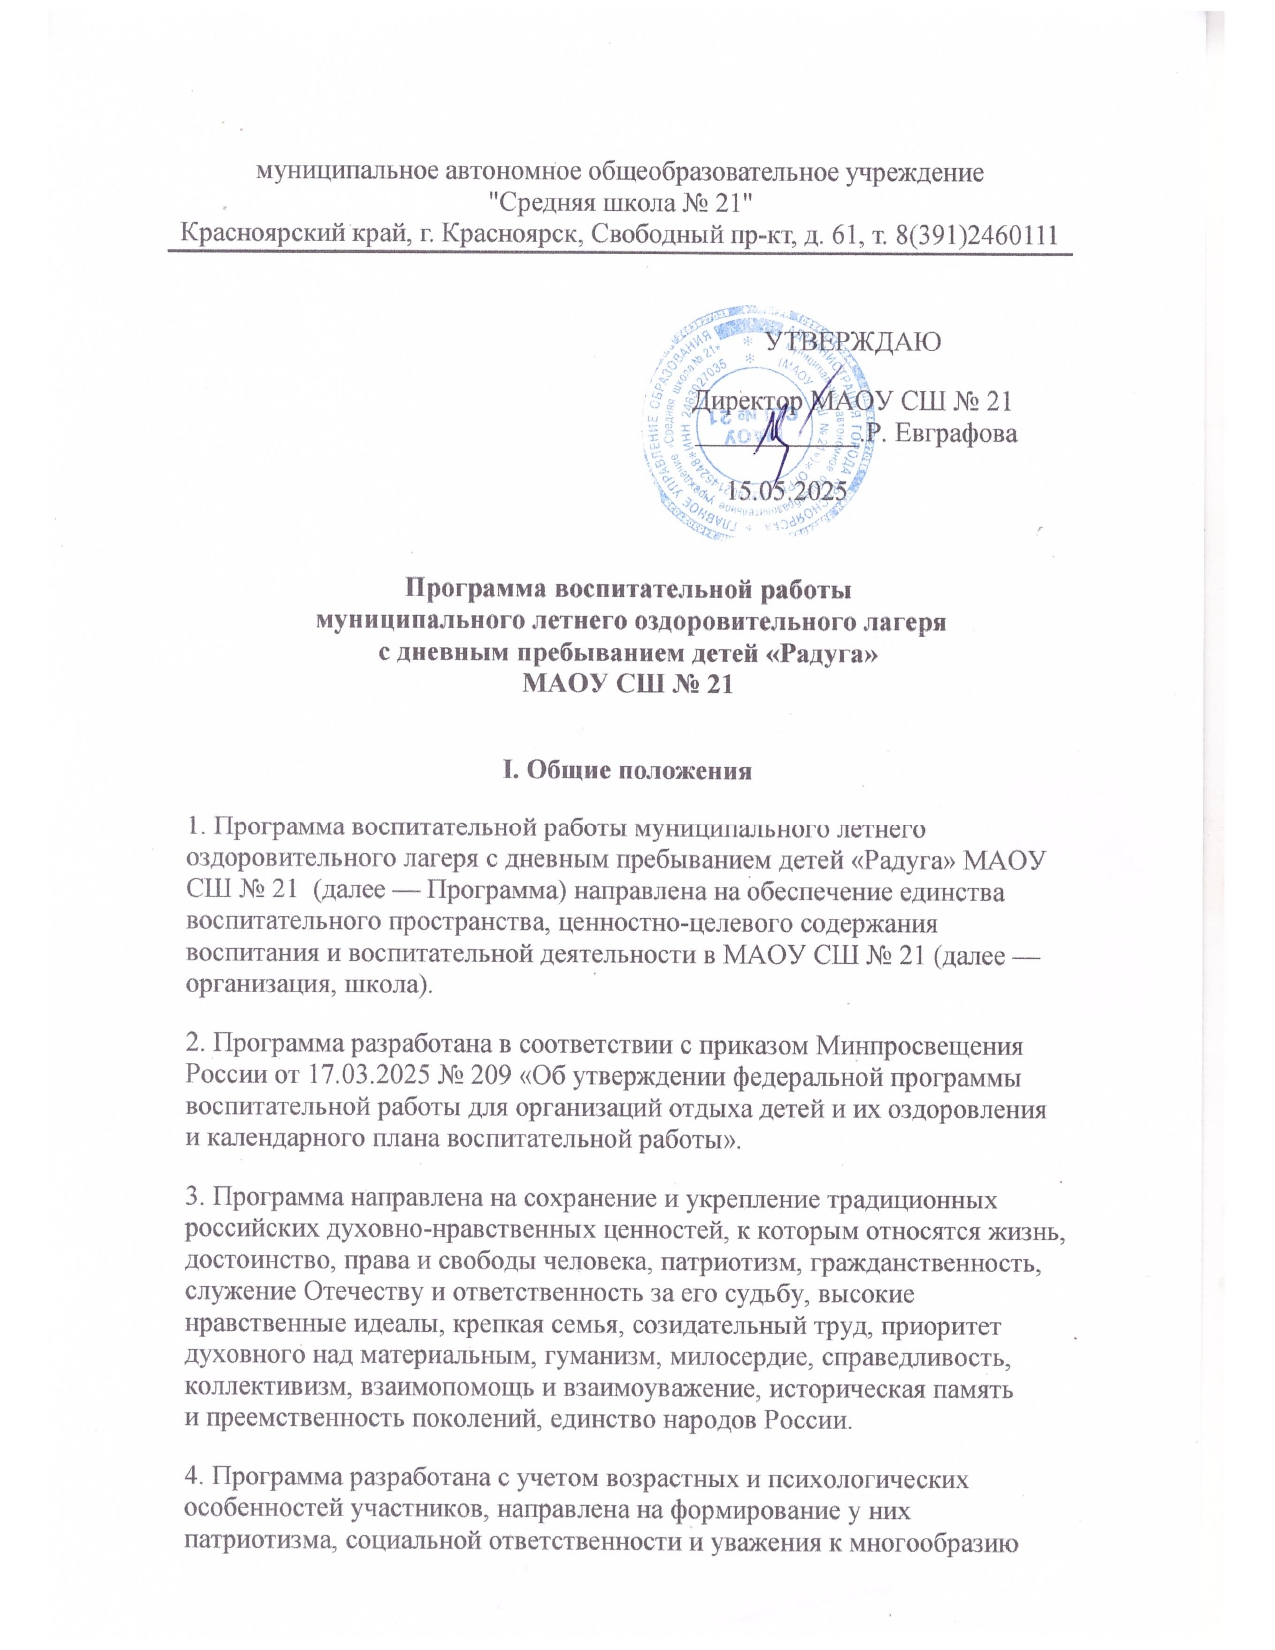 муниципальное автономное общеобразовательное учреждение
"Средняя школа № 21"
Красноярский край, г. Красноярск, Свободный пр-кт, д. 61, т. 8(391)2460111
УТВЕРЖДАЮ
Директор МАОУ СШ № 21
.Р. Евграфова
15.05.2025
Программа воспитательной работы
муниципального летнего оздоровительного лагеря
с дневным пребыванием детей «Радуга»
МАОУ СШ № 21
I. Общие положения
1. Программа воспитательной работы муниципального летнего
оздоровительного лагеря с дневным пребыванием детей «Радуга» МАОУ
СШ № 21 (далее — Программа) направлена на обеспечение единства
воспитательного пространства, ценностно-целевого содержания
воспитания и воспитательной деятельности в МАОУ СШ № 21 (далее —
организация, школа).
2. Программа разработана в соответствии с приказом Минпросвещения
России от 17.03.2025 № 209 «Об утверждении федеральной программы
воспитательной работы для организаций отдыха детей и их оздоровления
и календарного плана воспитательной работы».
3. Программа направлена на сохранение и укрепление традиционных
российских духовно-нравственных ценностей, к которым относятся жизнь,
достоинство, права и свободы человека, патриотизм, гражданственность,
служение Отечеству и ответственность за его судьбу, высокие
нравственные идеалы, крепкая семья, созидательный труд, приоритет
духовного над материальным, гуманизм, милосердие, справедливость,
коллективизм, взаимопомощь и взаимоуважение, историческая память
и преемственность поколений, единство народов России.
4. Программа разработана с учетом возрастных и психологических
особенностей участников, направлена на формирование у них
патриотизма, социальной ответственности и уважения к многообразию